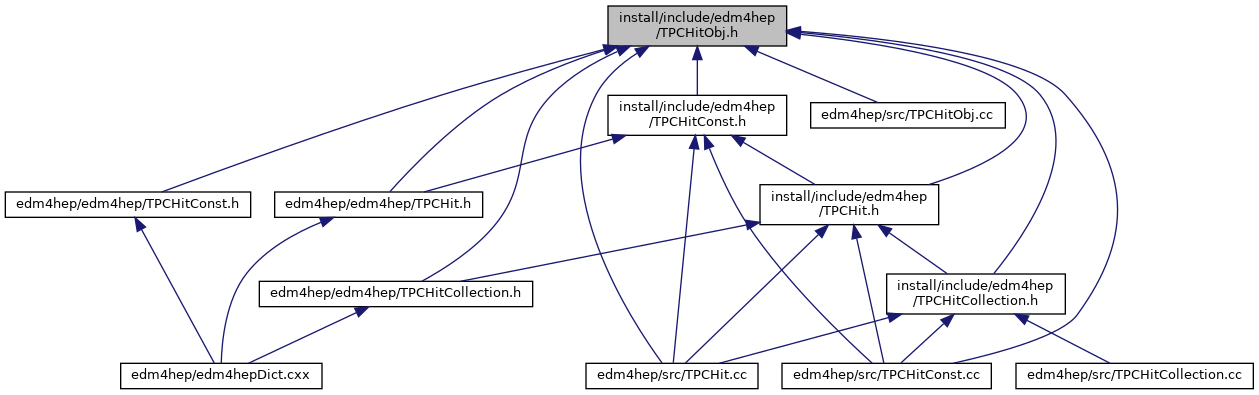 install/include/edm4hep
/TPCHitObj.h
install/include/edm4hep
/TPCHitConst.h
edm4hep/src/TPCHitObj.cc
edm4hep/edm4hep/TPCHitConst.h
edm4hep/edm4hep/TPCHit.h
install/include/edm4hep
/TPCHit.h
edm4hep/edm4hep/TPCHitCollection.h
install/include/edm4hep
/TPCHitCollection.h
edm4hep/edm4hepDict.cxx
edm4hep/src/TPCHit.cc
edm4hep/src/TPCHitConst.cc
edm4hep/src/TPCHitCollection.cc